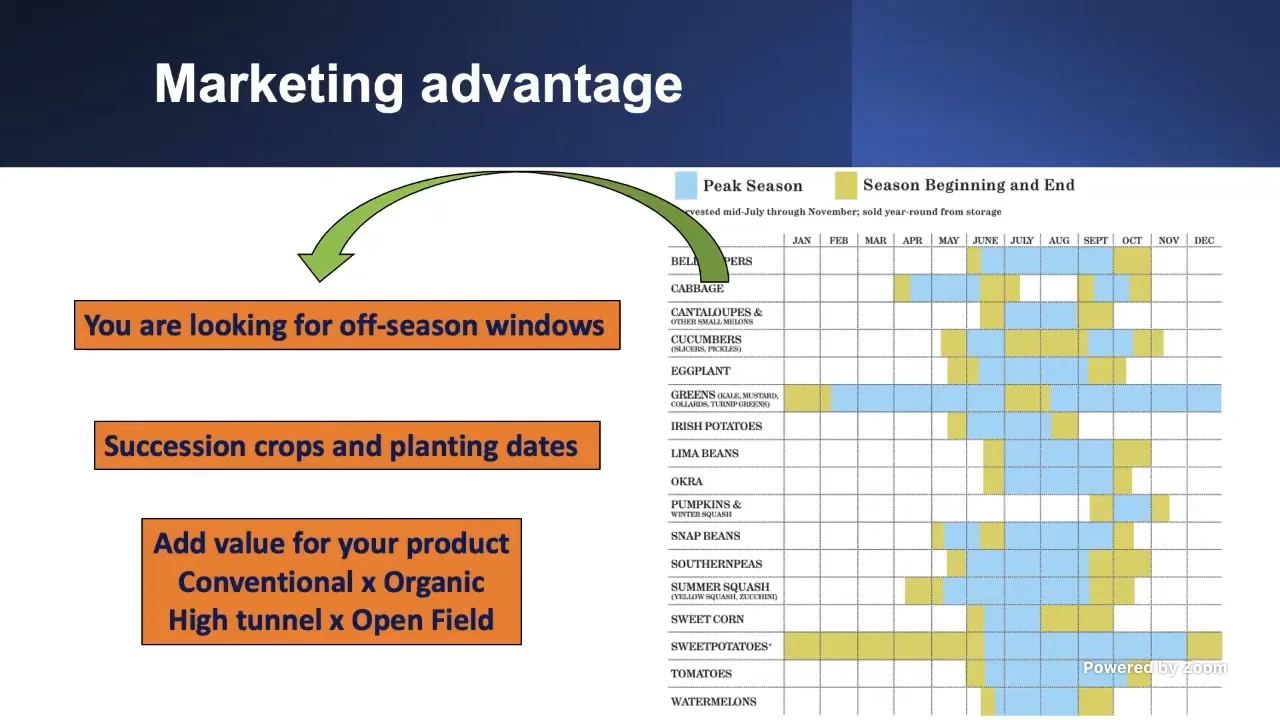 Marketing advantage
Peak Season
Season Beginning and End
vested mid-July through November; sold year-round from storage
You are looking for off-season windows
Succession crops and planting dates
Add value for your product
Conventional x Organic
High tunnel x Open Field
JAN FEB MAR APR MAY JUNE JULY AUG SEPT OCT NOV DEC
BEL PERS
CABBAGE
CANTALOUPES &
OTHER SMALL MELONS
CUCUMBERS
(SLICERS, PICKLES)
EGGPLANT
GREENS (KALE, MUSTARD,
COLLARDS, TURNIP GREENS)
IRISH POTATOES
LIMA BEANS
OKRA
PUMPKINS &
WINTER SQUASH
SNAP BEANS
SOUTHERNPEAS
SUMMER SQUASH
(YELLOW SQUASH, ZUCCHINI)
SWEET CORN
SWEETPOTATOES*
TOMATOES
WATERMELONS
Powered by Zoom